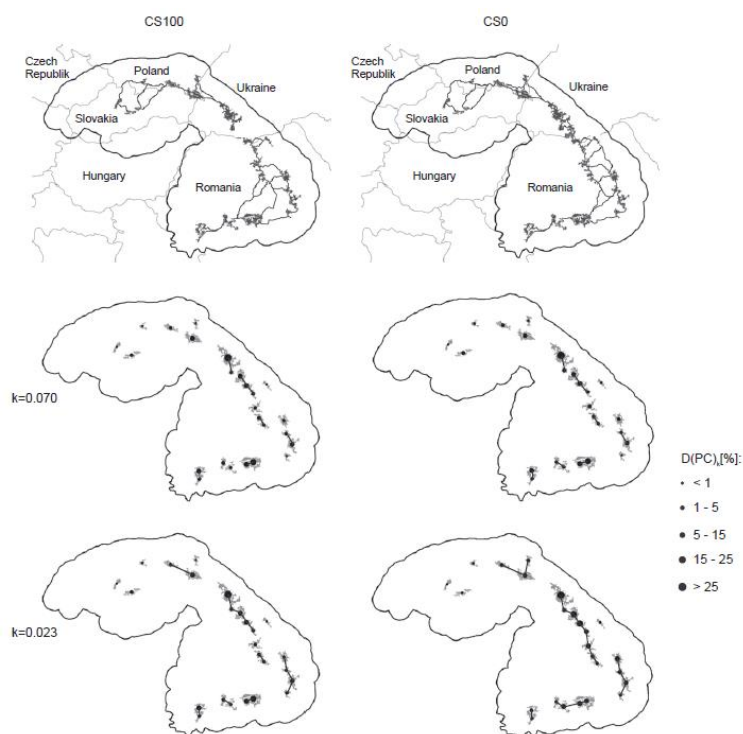 CS100
CS0
Czech
Republik
Poland
Ukraine
Slovakia
Hungary
Romania
Czech
Republik
Poland
Ukraine
Slovakia
Hungary
Romania
k=0.070
D(PC)k[%]:
< 1
1 - 5
5 - 15
15 - 25
> 25
k=0.023